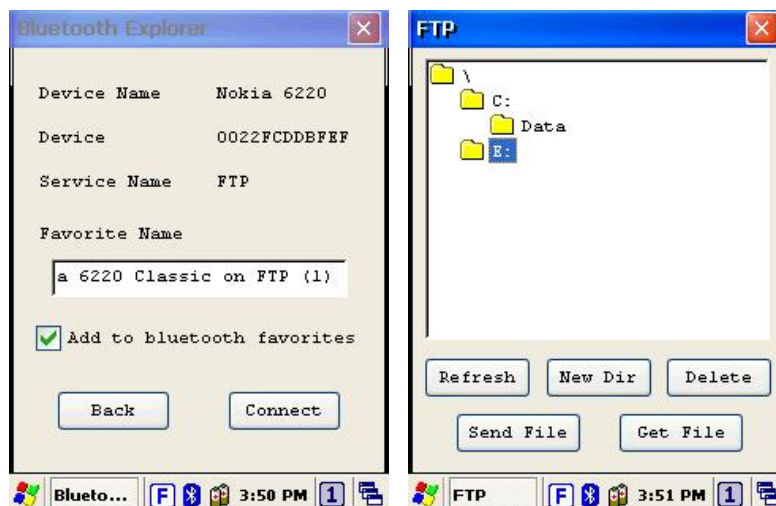 Bluetooth Explorer
Device Name Nokia 6220
Device 0022FCDDBFEF
Service Name FTP
Favorite Name
a 6220 Classic on FTP (1)
Add to bluetooth favorites
Back Connect
Blueto... F 3:50 PM 1
FTP
\
C:
Data
E:
Refresh New Dir Delete
Send File Get File
FTP F 3:51 PM 1